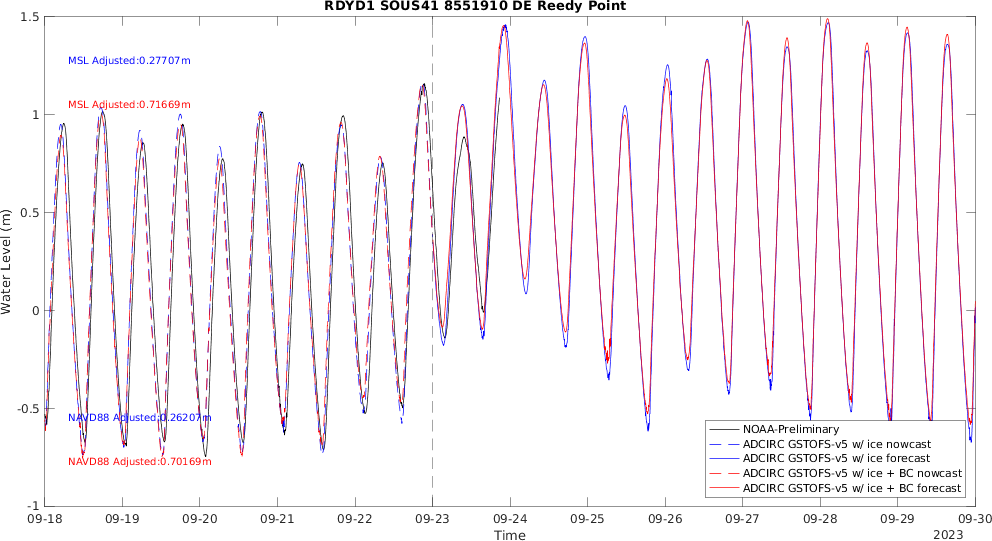 RDYD1 SOUS41 8551910 DE Reedy Point
1.5
MSL Adjusted:0.27707m
MSL Adjusted:0.71669m
1
0.5
Water Level (m)
0
-0.5
NAVD88 Adjusted:0.26207m
NAVD88 Adjusted:0.70169m
NOAA-Preliminary
ADCIRC GSTOFS-v5 w/ ice nowcast
ADCIRC GSTOFS-v5 w/ ice forecast
ADCIRC GSTOFS-v5 w/ ice + BC nowcast
ADCIRC GSTOFS-v5 w/ ice + BC forecast
-1
09-18 09-19 09-20 09-21 09-22 09-23 09-24 09-25 09-26 09-27 09-28 09-29 09-30
Time
2023